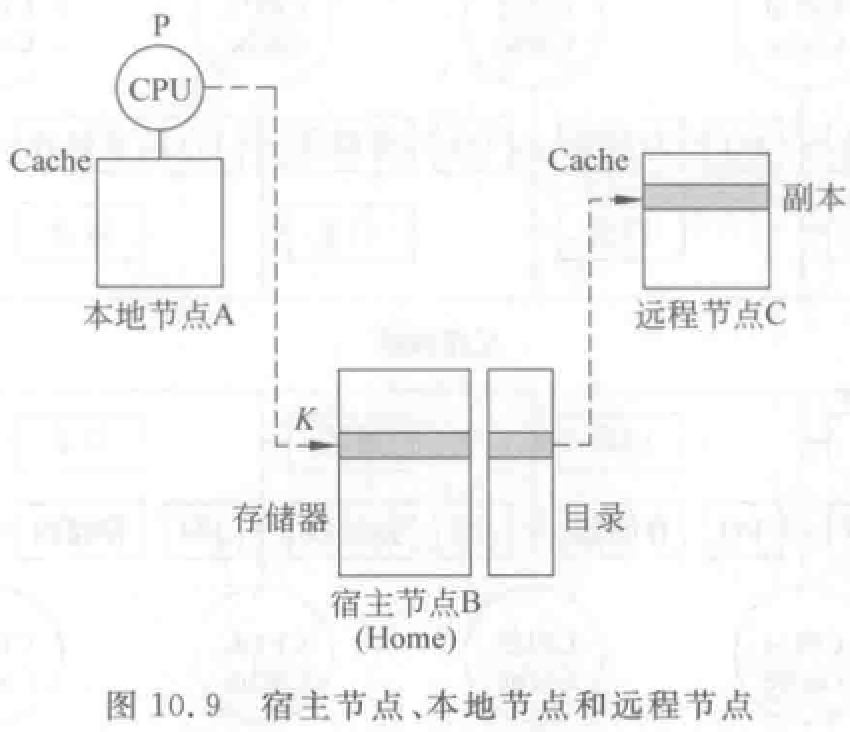 P
CPU
Cache
本地节点A
Cache
副本
远程节点C
K
存储器
目录
宿主节点B
(Home)
图 10.9 宿主节点、本地节点和远程节点